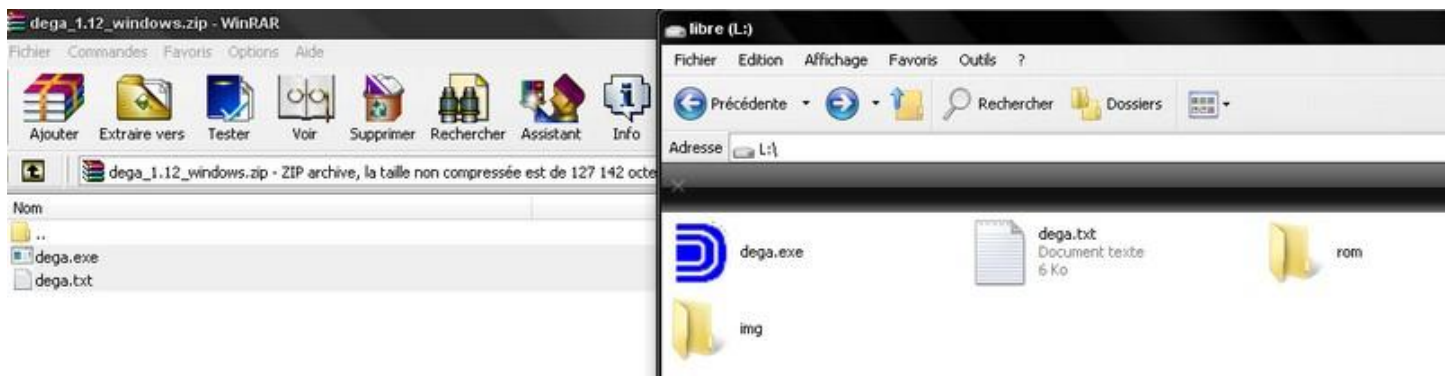 dega_1.12_windows.zip - WinRAR
Fichier Commandes Favoris Options Aide
Ajouter Extraire vers Tester Voir Supprimer Rechercher Assistant Info
dega_1.12_windows.zip - ZIP archive, la taille non compressée est de 127 142 octe
Nom
..
dega.exe
dega.txt
libre (L:)
Fichier Edition Affichage Favoris Outils ?
Précédente Rechercher Dossiers
Adresse L:\
dega.exe
dega.txt
Document texte
6 Ko
rom
img